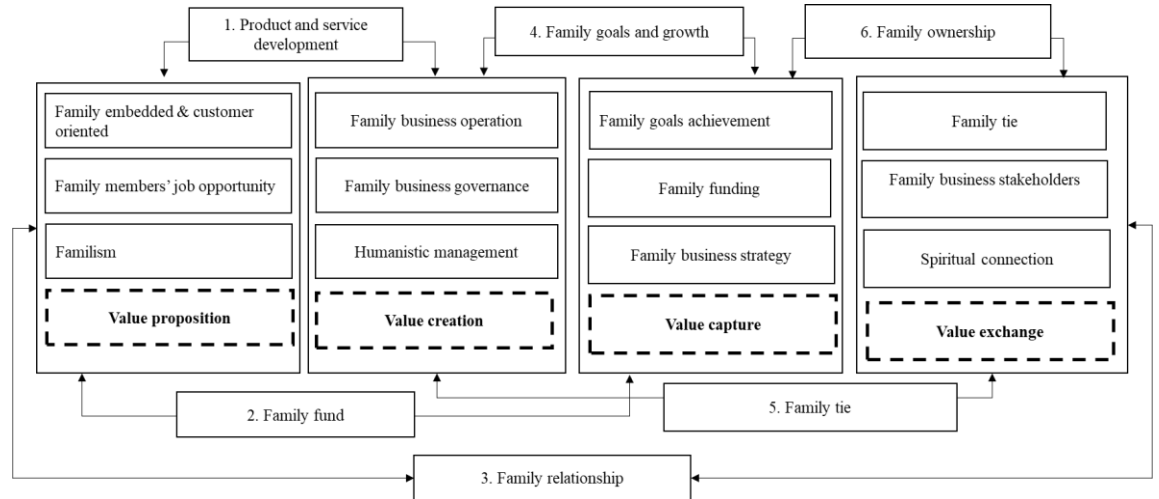 1. Product and service
development
4. Family goals and growth
6. Family ownership
Family embedded & customer
oriented
Family members’ job opportunity
Familism
Value proposition
Family business operation
Family business governance
Humanistic management
Value creation
Family goals achievement
Family funding
Family business strategy
Value capture
Family tie
Family business stakeholders
Spiritual connection
Value exchange
2. Family fund
5. Family tie
3. Family relationship